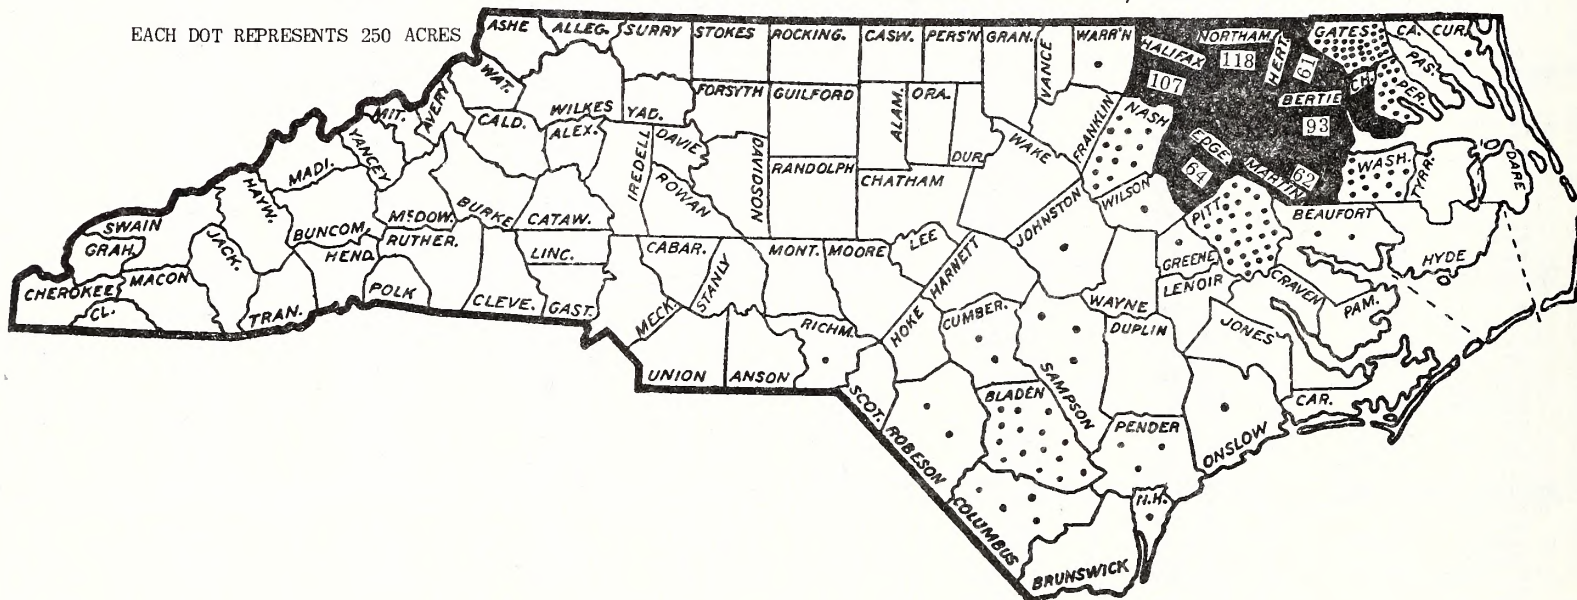 EACH DOT REPRESENTS 250 ACRES
ASHE
ALLEG.
SURRY
STOKES
ROCKING.
CASW.
PERS'N
GRAN.
VANCE
WARR'N
HALIFAX
107
NORTHAM.
118
HERT.
61
GATES
CA.
CUR.
PAS.
PER.
CH.
BERTIE
93
WAT.
AVERY
MIT.
WILKES
YAD.
FORSYTH
GUILFORD
ALAM.
ORA.
DUR.
FRANKLIN
NASH
EDGE.
64
MARTIN
62
WASH.
TYRR.
DARE
MADI.
YANCEY
CALD.
ALEX.
IREDELL
DAVIE
DAVIDSON
RANDOLPH
CHATHAM
WAKE
WILSON
PITT
BEAUFORT
HYDE
SWAIN
HAYW.
BUNCOM.
McDOW.
BURKE
CATAW.
ROWAN
JOHNSTON
GREENE
GRAH.
JACK.
HEND.
RUTHER.
LINC.
CABAR.
STANLY
MONT.
MOORE
LEE
HARNETT
WAYNE
LENOIR
CRAVEN
PAM.
CHEROKEE
MACON
CL.
TRAN.
POLK
CLEVE.
GAST.
MECK.
UNION
ANSON
RICHM.
HOKE
CUMBER.
SAMPSON
DUPLIN
JONES
CAR.
SCOT.
ROBESON
BLADEN
PENDER
ONSLOW
COLUMBUS
N.H.
BRUNSWICK